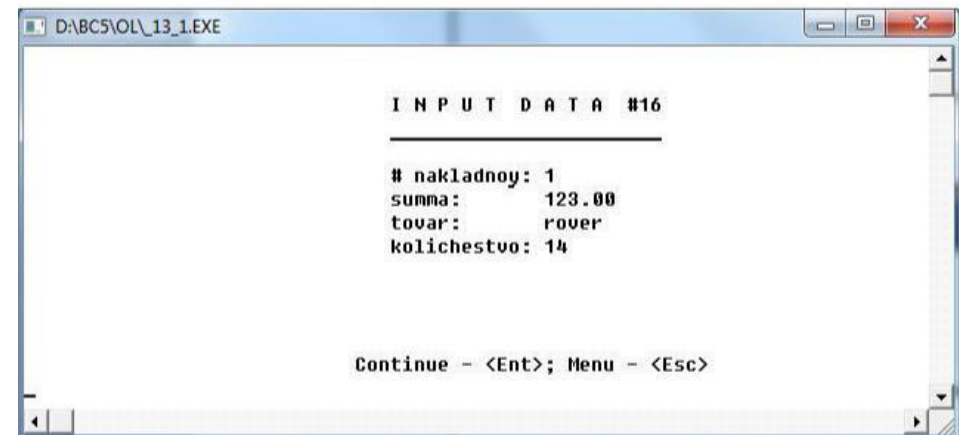 D:\BC5\OL\_13_1.EXE
I N P U T  D A T A  #16
# nakladnoy: 1
summa: 123.00
tovar: rover
kolichestvo: 14
Continue - <Ent>; Menu - <Esc>